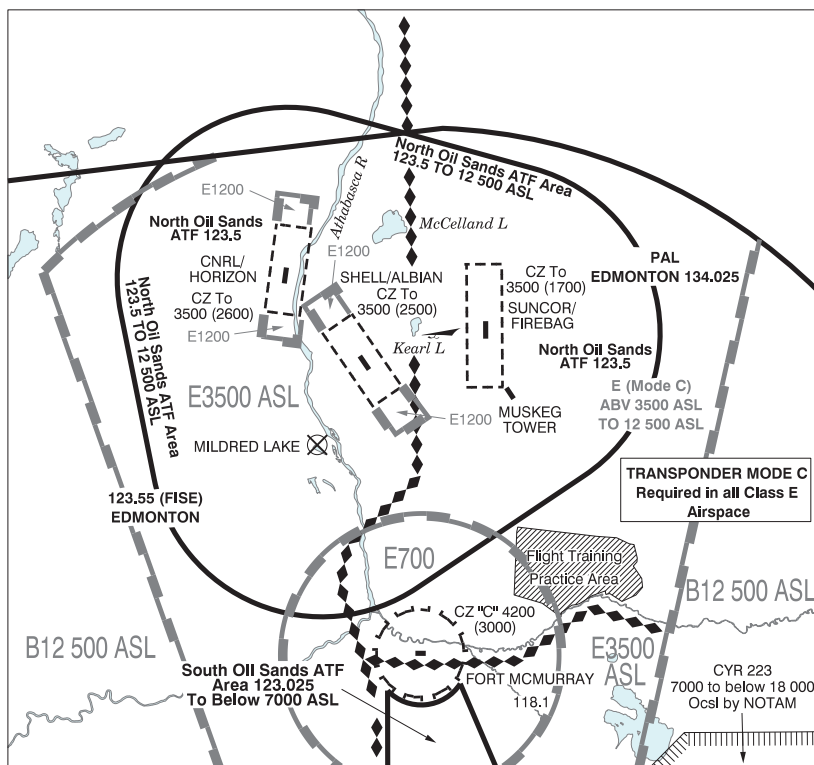 North Oil Sands ATF Area
123.5 TO 12 500 ASL
E1200
Athabasca R
North Oil Sands
ATF 123.5
McClelland L
E1200
CNRL/
HORIZON
CZ To
3500 (2600)
E1200
SHELL/ALBIAN
CZ To
3500 (2500)
CZ To
3500 (1700)
SUNCOR/
FIREBAG
PAL
EDMONTON 134.025
North Oil Sands ATF Area
123.5 TO 12 500 ASL
Kearl L
North Oil Sands
ATF 123.5
E3500 ASL
E (Mode C)
ABV 3500 ASL
TO 12 500 ASL
E1200
MUSKEG
TOWER
MILDRED LAKE
TRANSPONDER MODE C
Required in all Class E
Airspace
123.55 (FISE)
EDMONTON
E700
Flight Training
Practice Area
B12 500 ASL
CZ "C" 4200
(3000)
B12 500 ASL
E3500
ASL
South Oil Sands ATF
Area 123.025
To Below 7000 ASL
FORT MCMURRAY
118.1
CYR 223
7000 to below 18 000
Ocsl by NOTAM